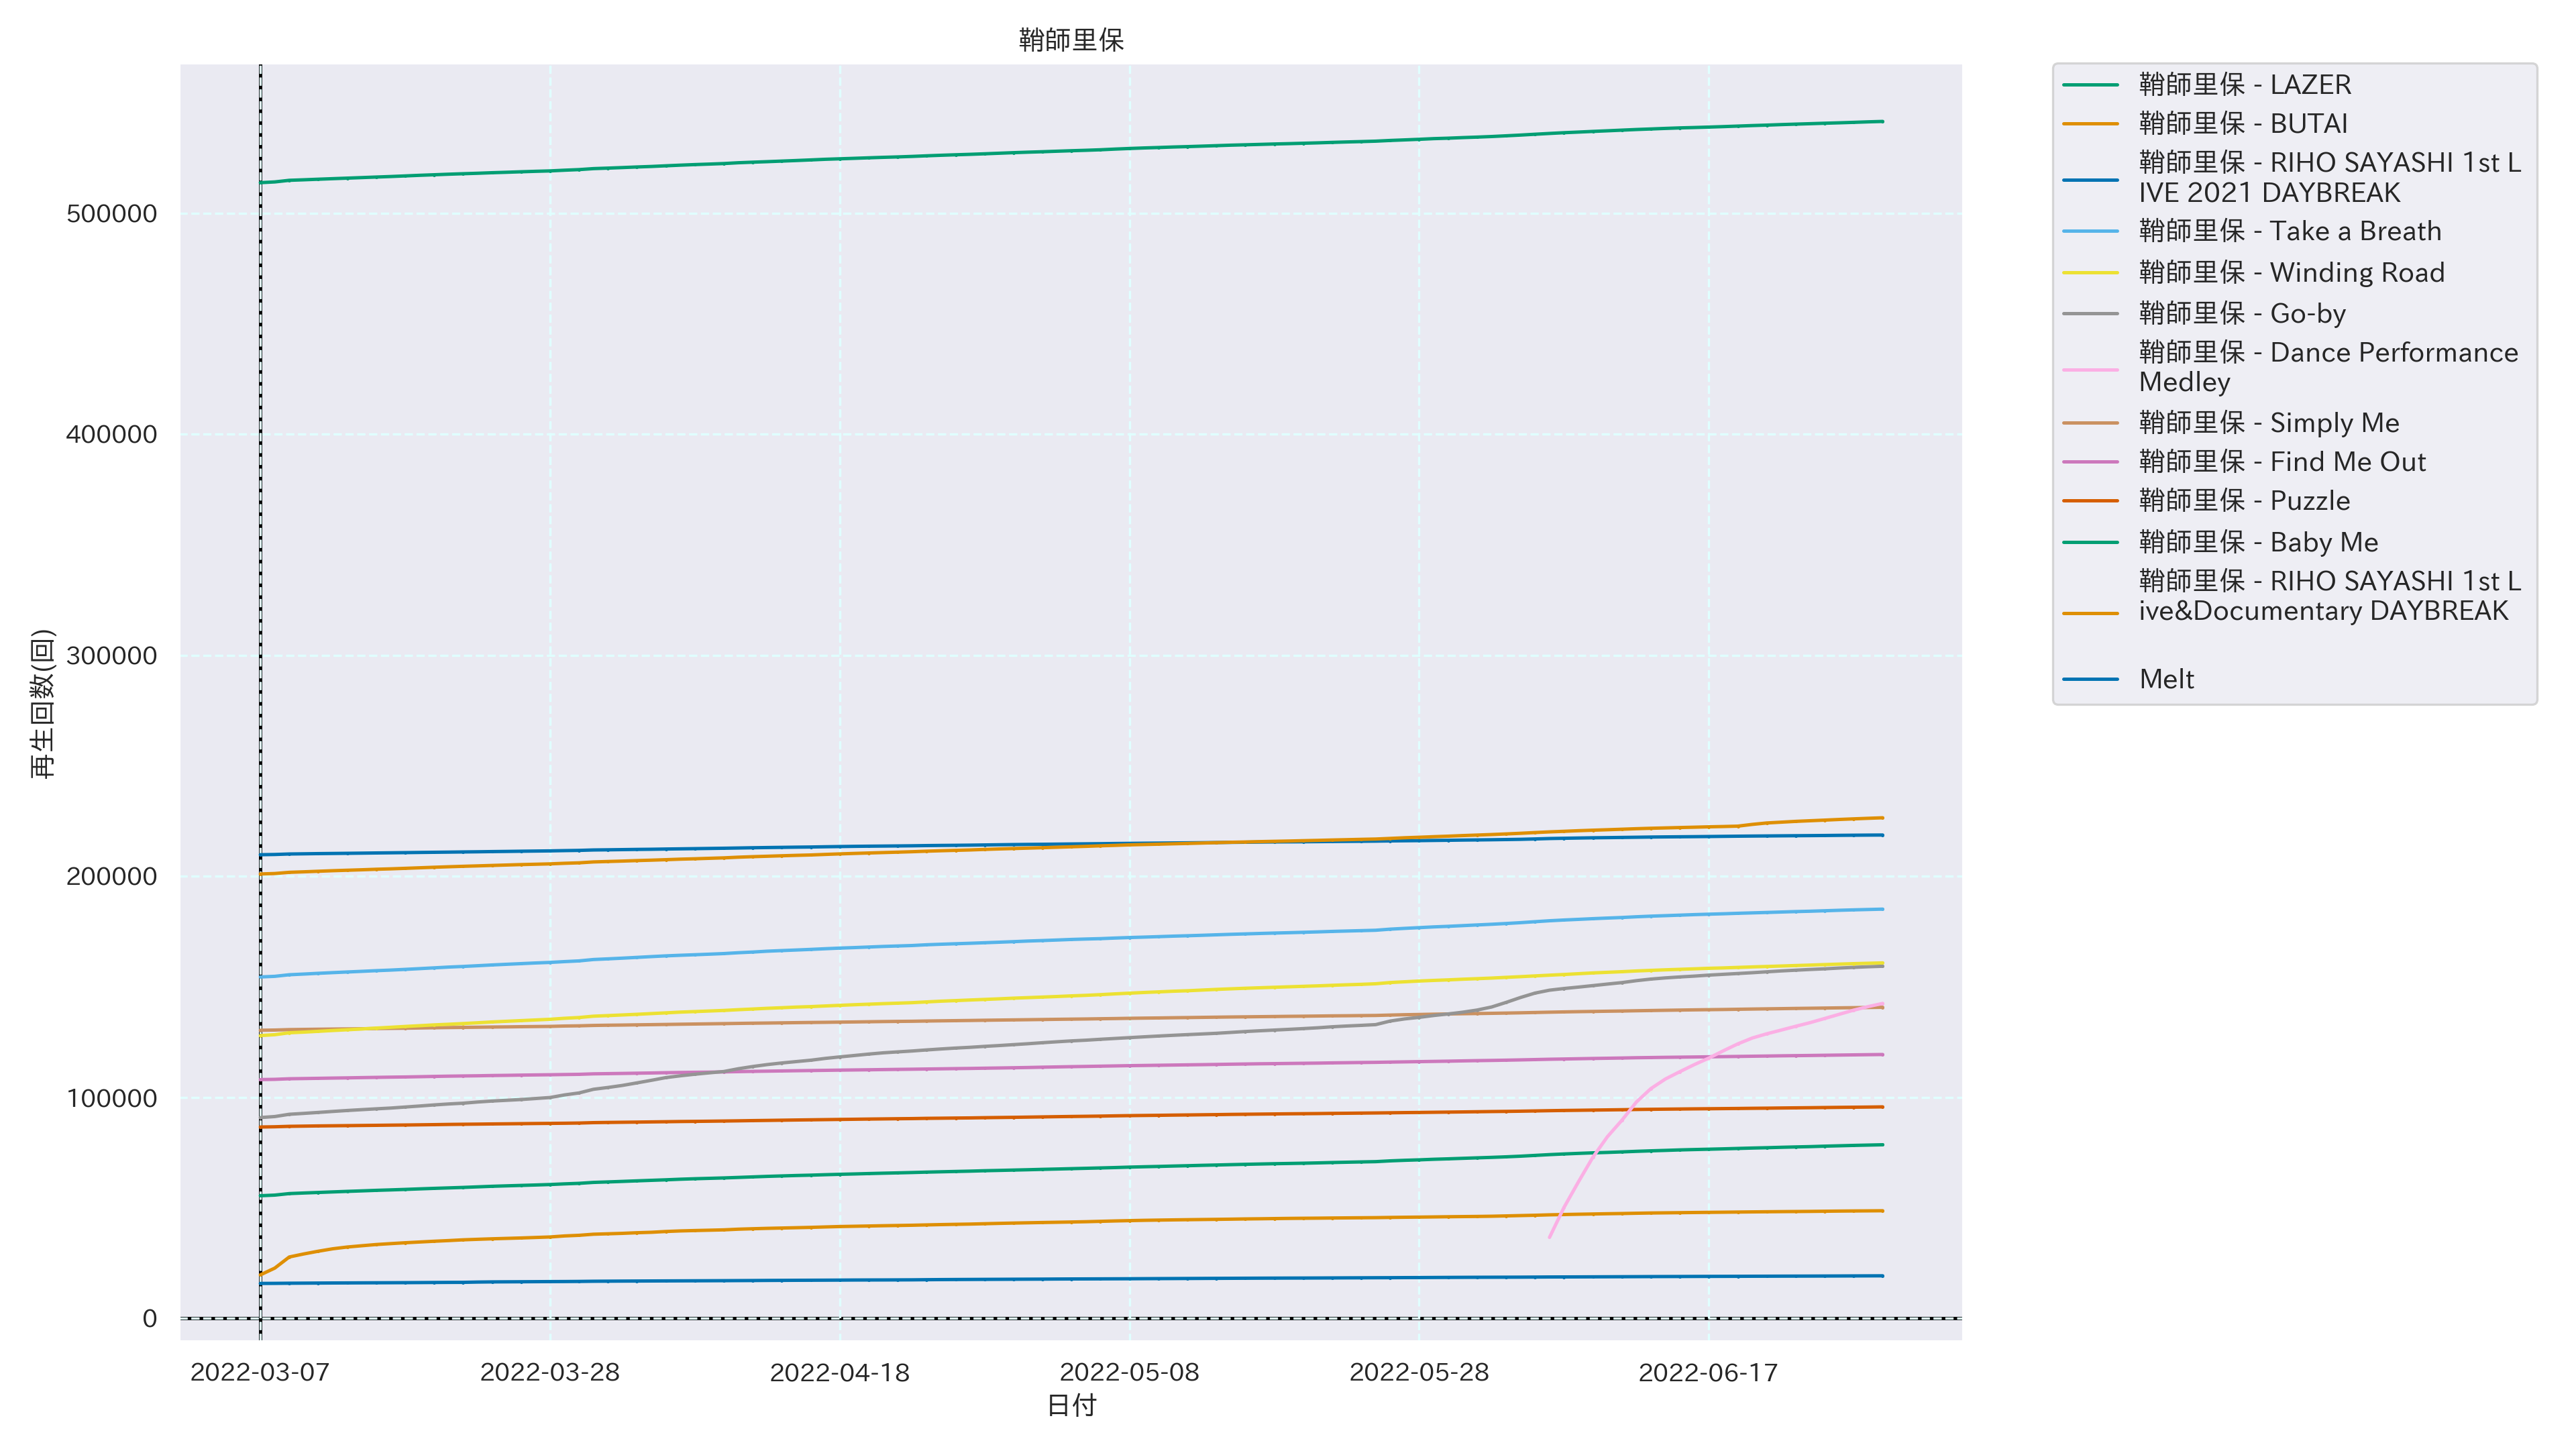 鞘師里保
再生回数(回)
500000
400000
300000
200000
100000
0
2022-03-07
2022-03-28
2022-04-18
2022-05-08
2022-05-28
2022-06-17
日付
鞘師里保 - LAZER
鞘師里保 - BUTAI
鞘師里保 - RIHO SAYASHI 1st L
IVE 2021 DAYBREAK
鞘師里保 - Take a Breath
鞘師里保 - Winding Road
鞘師里保 - Go-by
鞘師里保 - Dance Performance
Medley
鞘師里保 - Simply Me
鞘師里保 - Find Me Out
鞘師里保 - Puzzle
鞘師里保 - Baby Me
鞘師里保 - RIHO SAYASHI 1st L
ive&Documentary DAYBREAK
Melt